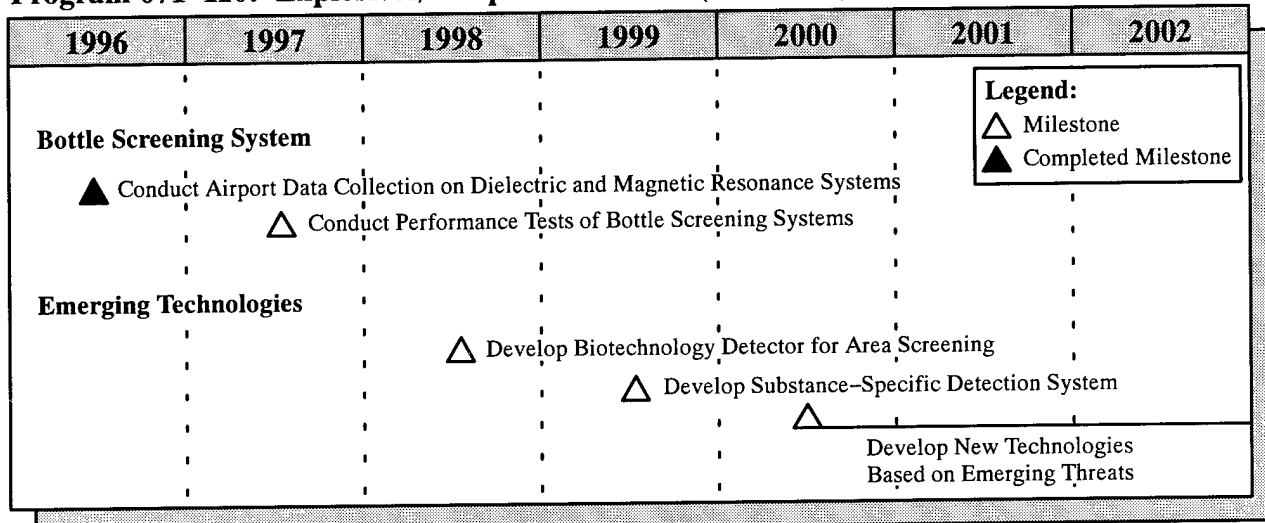 1996 1997 1998 1999 2000 2001 2002
Legend:
Milestone
Completed Milestone
Bottle Screening System
Conduct Airport Data Collection on Dielectric and Magnetic Resonance Systems
Conduct Performance Tests of Bottle Screening Systems
Emerging Technologies
Develop Biotechnology Detector for Area Screening
Develop Substance–Specific Detection System
Develop New Technologies
Based on Emerging Threats